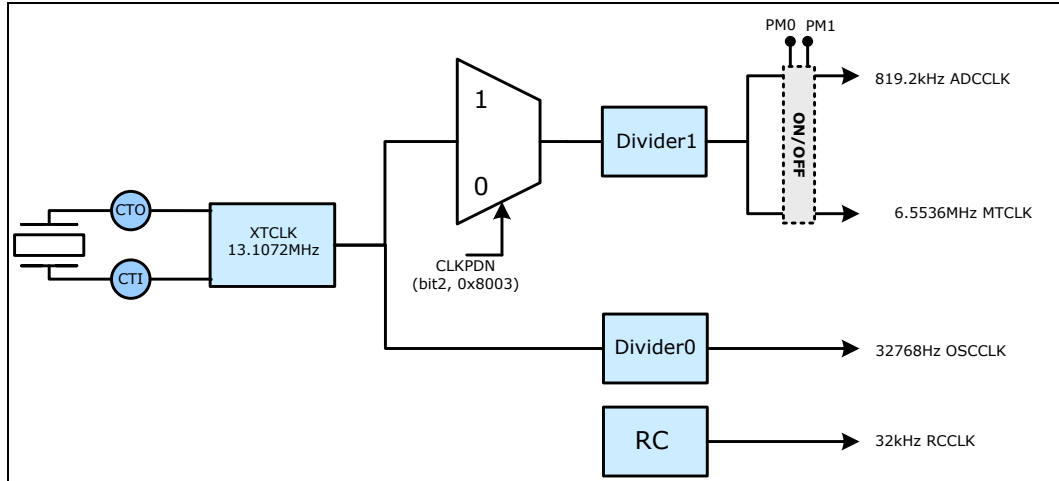 PM0 PM1
1
0
Divider1
ON/OFF
819.2kHz ADCCLK
6.5536MHz MTCLK
CTO
CTI
XTCLK
13.1072MHz
CLKPDN
(bit2, 0x8003)
Divider0
32768Hz OSCCLK
RC
32kHz RCCLK